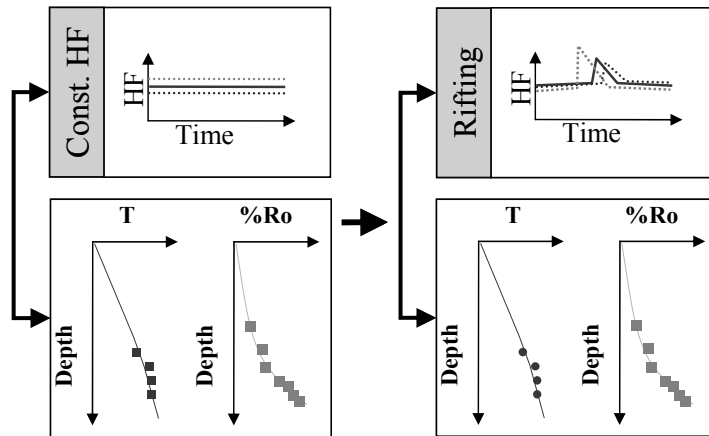 Const. HF
HF
Time
Rifting
HF
Time
T
%Ro
Depth
Depth
T
%Ro
Depth
Depth